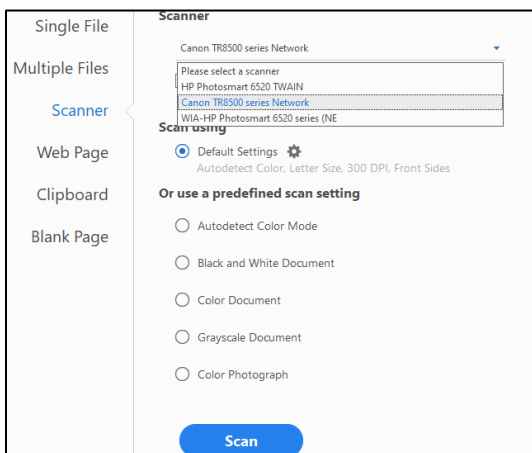 Single File
Multiple Files
Scanner
Web Page
Clipboard
Blank Page
Scanner
Canon TR8500 series Network
Please select a scanner
HP Photosmart 6520 TWAIN
Canon TR8500 series Network
WIA-HP Photosmart 6520 series (NE
Scan using
Default Settings
Autodetect Color, Letter Size, 300 DPI, Front Sides
Or use a predefined scan setting
Autodetect Color Mode
Black and White Document
Color Document
Grayscale Document
Color Photograph
Scan